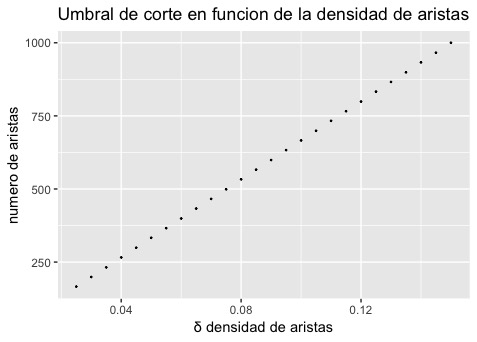 Umbral de corte en funcion de la densidad de aristas
numero de aristas
1000
750
500
250
0.04 0.08 0.12
δ densidad de aristas